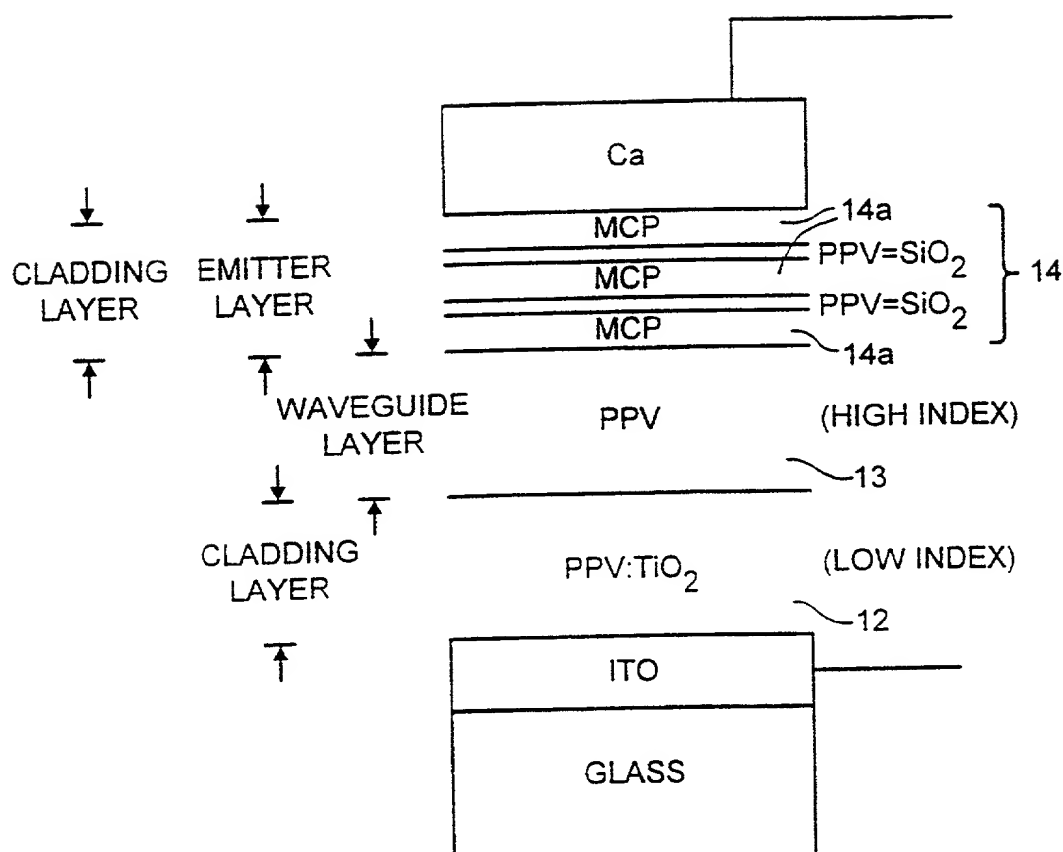 Ca
MCP
14a
CLADDING
LAYER
EMITTER
LAYER
PPV=SiO2
MCP
14
PPV=SiO2
MCP
14a
WAVEGUIDE
LAYER
PPV
(HIGH INDEX)
13
CLADDING
LAYER
PPV:TiO2
(LOW INDEX)
12
ITO
GLASS